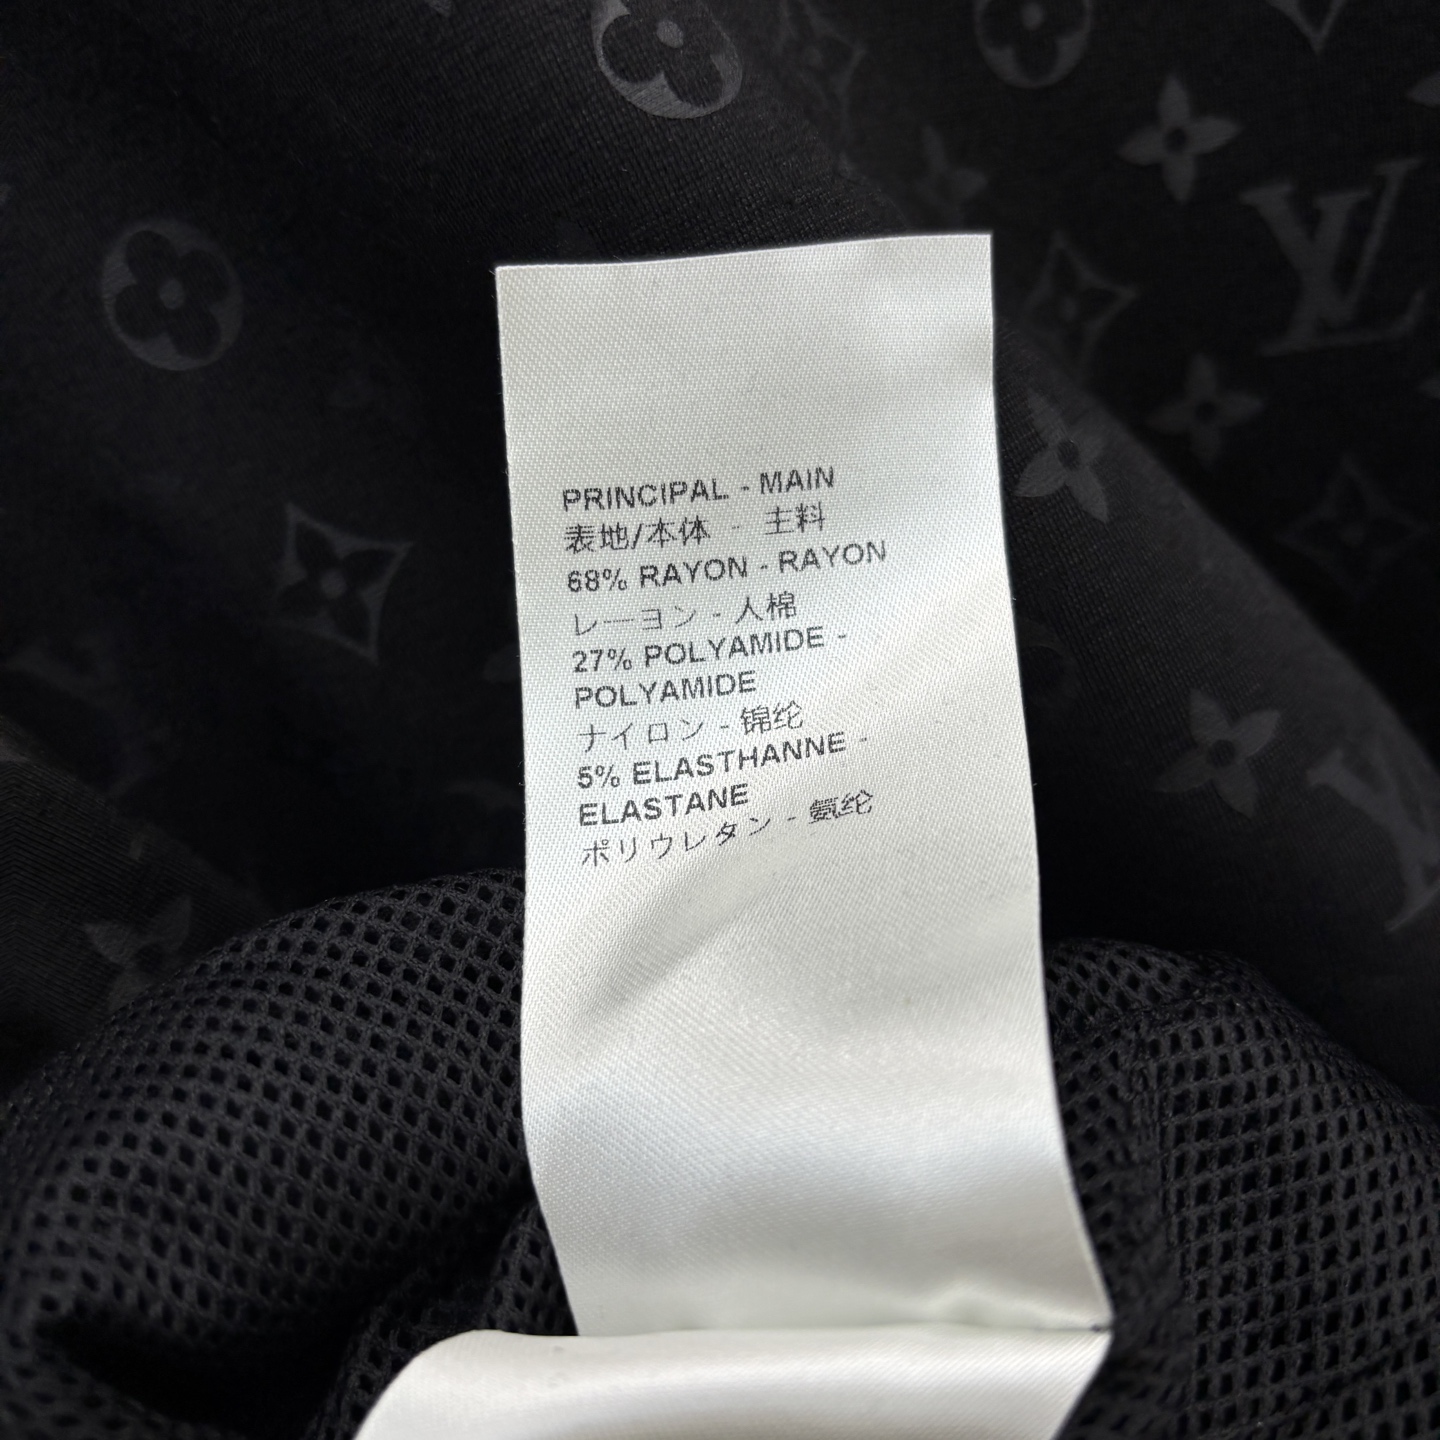 PRINCIPAL - MAIN
表地/本体 - 主料
68% RAYON - RAYON
レーヨン - 人棉
27% POLYAMIDE -
POLYAMIDE
ナイロン - 锦纶
5% ELASTHANNE -
ELASTANE
ポリウレタン - 氨纶
LV